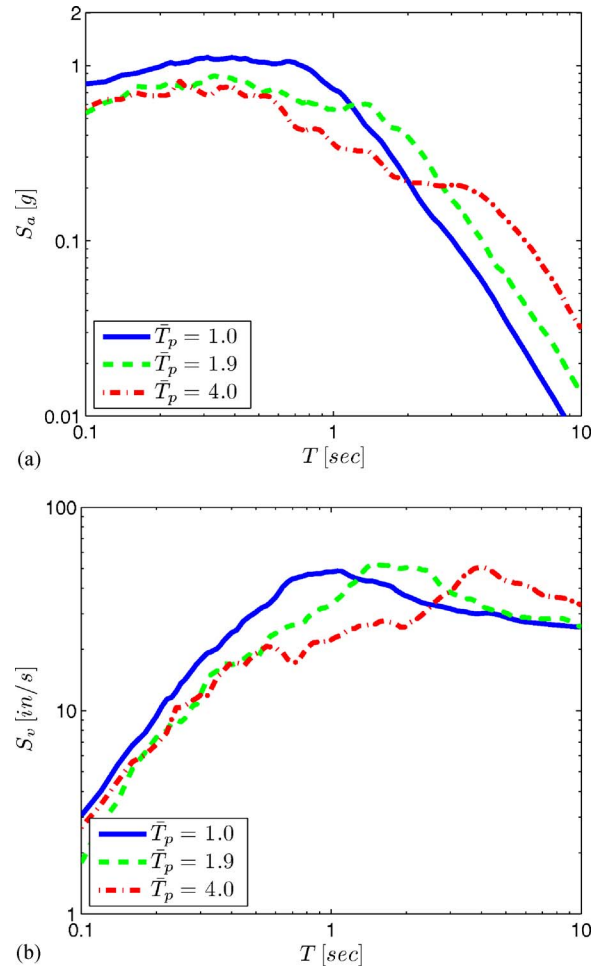 2
1
0.1
0.01
S_a [g]
T̄_p = 1.0
T̄_p = 1.9
T̄_p = 4.0
0.1 1 10
T [sec]
(a)
100
10
1
S_v [in/s]
T̄_p = 1.0
T̄_p = 1.9
T̄_p = 4.0
0.1 1 10
T [sec]
(b)